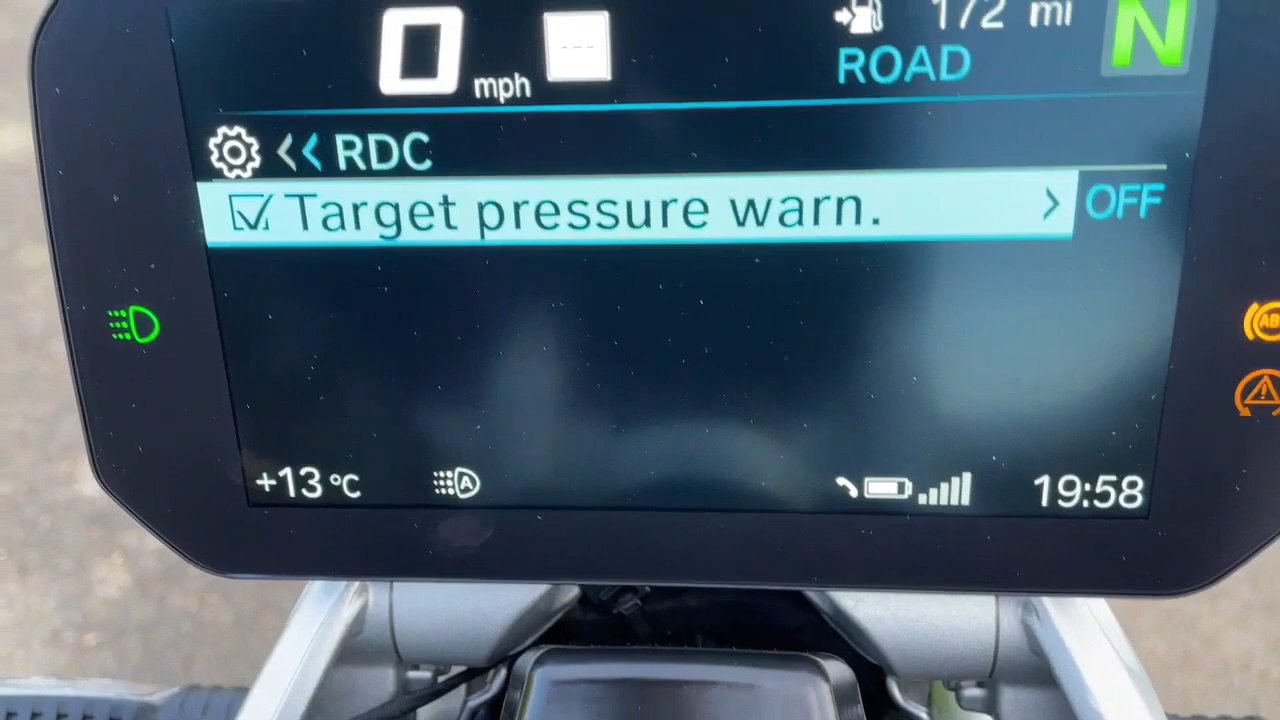 0 mph --- 172 mi N
ROAD
<< RDC
Target pressure warn. > OFF
+13 °C A 19:58